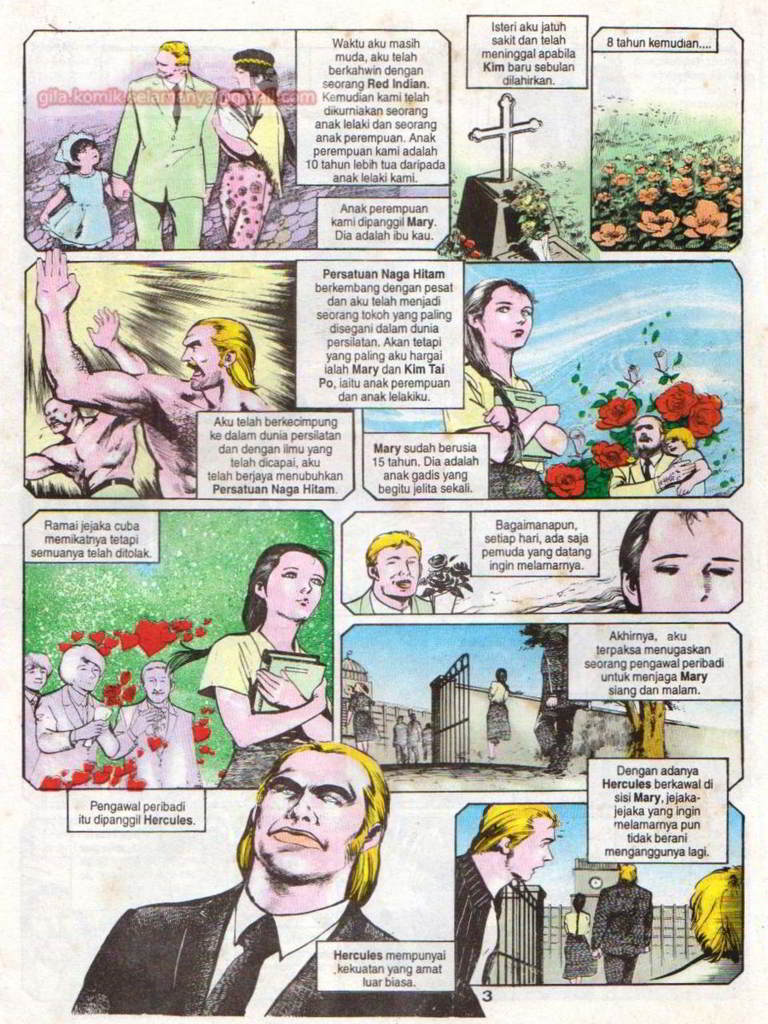 Waktu aku masih
muda, aku telah
berkahwin dengan
seorang Red Indian.
Kemudian kami telah
dikurniakan seorang
anak lelaki dan seorang
anak perempuan. Anak
perempuan kami adalah
10 tahun lebih tua daripada
anak lelaki kami.
gila.komik.selamanya@gmail.com
Anak perempuan
kami dipanggil Mary.
Dia adalah ibu kau.
Isteri aku jatuh
sakit dan telah
meninggal apabila
Kim baru sebulan
dilahirkan.
8 tahun kemudian....
Persatuan Naga Hitam
berkembang dengan pesat
dan aku telah menjadi
seorang tokoh yang paling
disegani dalam dunia
persilatan. Akan tetapi
yang paling aku hargai
ialah Mary dan Kim Tai
Po, iaitu anak perempuan
dan anak lelakiku.
Aku telah berkecimpung
ke dalam dunia persilatan
dan dengan ilmu yang
telah dicapai, aku
telah berjaya menubuhkan
Persatuan Naga Hitam.
Mary sudah berusia
15 tahun. Dia adalah
anak gadis yang
begitu jelita sekali.
Ramai jejaka cuba
memikatnya tetapi
semuanya telah ditolak.
Bagaimanapun,
setiap hari, ada saja
pemuda yang datang
ingin melamarnya.
Akhirnya, aku
terpaksa menugaskan
seorang pengawal peribadi
untuk menjaga Mary
siang dan malam.
Pengawal peribadi
itu dipanggil Hercules.
Dengan adanya
Hercules berkawal di
sisi Mary, jejaka-
jejaka yang ingin
melamarnya pun
tidak berani
menganggunya lagi.
Hercules mempunyai
kekuatan yang amat
luar biasa.
3